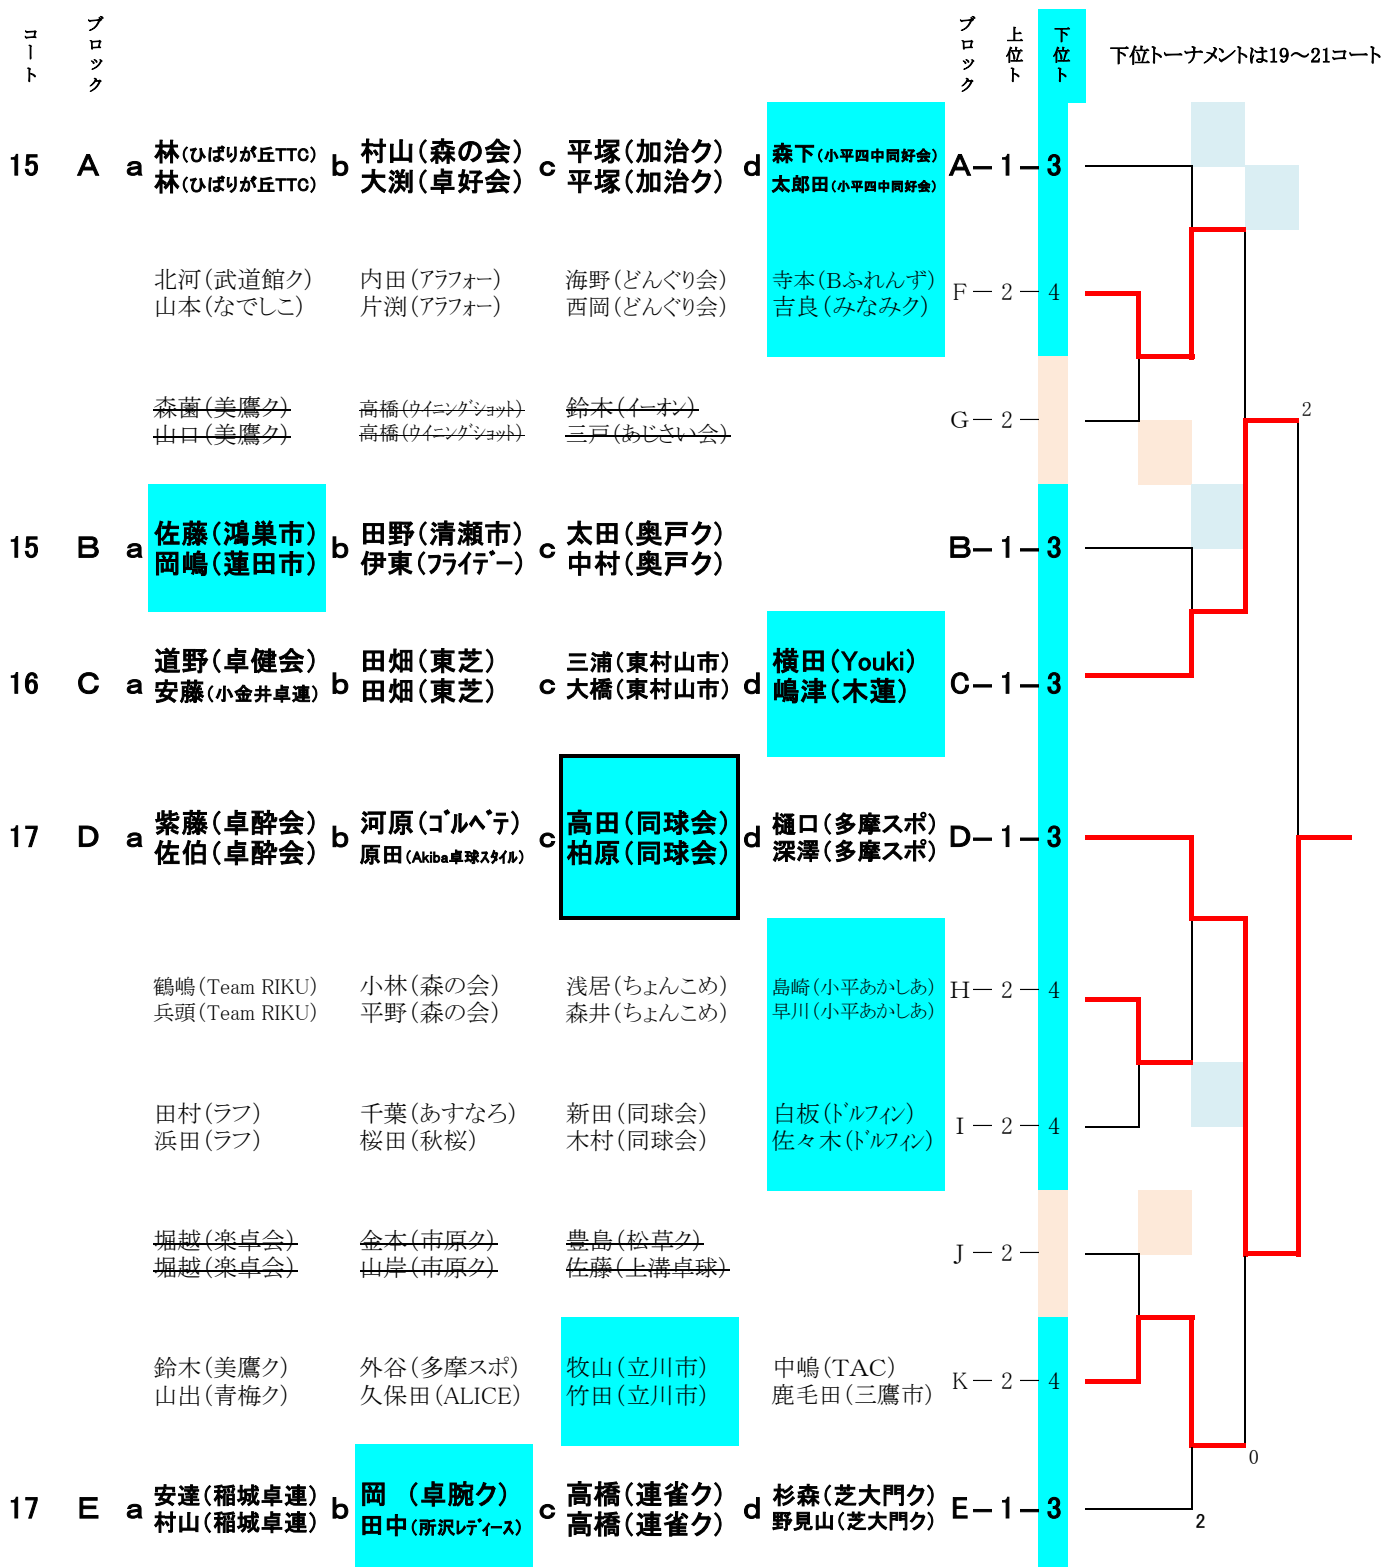 コート ブロック ブロック 上位ト 下位ト 下位トーナメントは19～21コート
15 A a 林(ひばりが丘TTC) b 村山(森の会) c 平塚(加治ク) d 森下(小平四中同好会) A－1－3
林(ひばりが丘TTC) 大渕(卓好会) 平塚(加治ク) 太郎田(小平四中同好会)
北河(武道館ク) 内田(アラフォー) 海野(どんぐり会) 寺本(Bふれんず) F－2－4
山本(なでしこ) 片渕(アラフォー) 西岡(どんぐり会) 吉良(みなみク)
森薗(美鷹ク) 高橋(ウイニングショット) 鈴木(イーオン) G－2－ 2
山口(美鷹ク) 高橋(ウイニングショット) 三戸(あじさい会)
15 B a 佐藤(鴻巣市) b 田野(清瀬市) c 太田(奥戸ク) B－1－3
岡嶋(蓮田市) 伊東(フライデー) 中村(奥戸ク)
16 C a 道野(卓健会) b 田畑(東芝) c 三浦(東村山市) d 横田(Youki) C－1－3
安藤(小金井卓連) 田畑(東芝) 大橋(東村山市) 嶋津(木蓮)
17 D a 紫藤(卓酔会) b 河原(ゴルペテ) c 高田(同球会) d 樋口(多摩スポ) D－1－3
佐伯(卓酔会) 原田(Akiba卓球スタイル) 柏原(同球会) 深澤(多摩スポ)
鶴嶋(Team RIKU) 小林(森の会) 浅居(ちょんこめ) 島崎(小平あかしあ) H－2－4
兵頭(Team RIKU) 平野(森の会) 森井(ちょんこめ) 早川(小平あかしあ)
田村(ラフ) 千葉(あすなろ) 新田(同球会) 白板(ドルフィン) I－2－4
浜田(ラフ) 桜田(秋桜) 木村(同球会) 佐々木(ドルフィン)
堀越(楽卓会) 金本(市原ク) 豊島(松草ク) J－2－
堀越(楽卓会) 山岸(市原ク) 佐藤(上溝卓球)
鈴木(美鷹ク) 外谷(多摩スポ) 牧山(立川市) 中嶋(TAC) K－2－4
山出(青梅ク) 久保田(ALICE) 竹田(立川市) 鹿毛田(三鷹市)
0
17 E a 安達(稲城卓連) b 岡 (卓腕ク) c 高橋(連雀ク) d 杉森(芝大門ク) E－1－3
村山(稲城卓連) 田中(所沢レディース) 高橋(連雀ク) 野見山(芝大門ク) 2